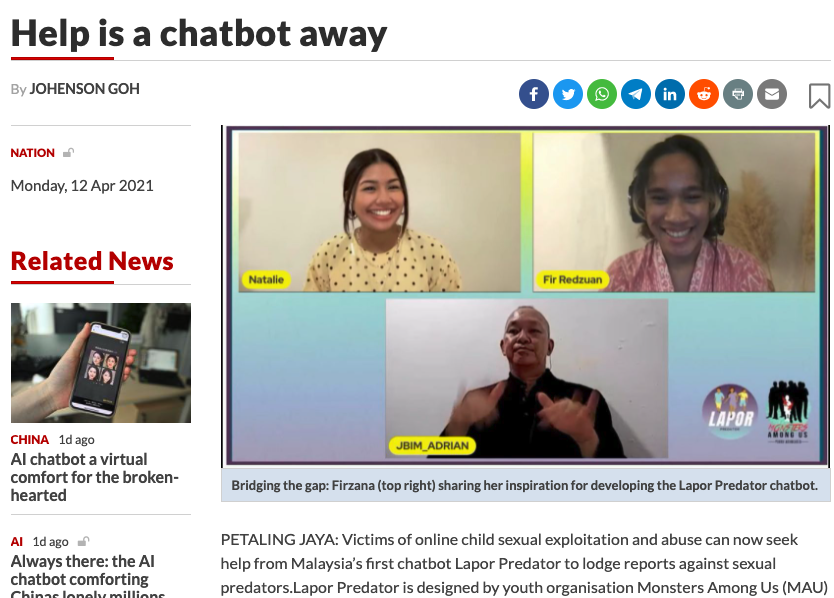 Help is a chatbot away
By JOHENSON GOH
NATION
Monday, 12 Apr 2021
Related News
CHINA 1d ago
AI chatbot a virtual
comfort for the broken-
hearted
AI 1d ago
Always there: the AI
chatbot comforting
Chinas lonely millions
Natalie
Fir Redzuan
JBIM_ADRIAN
LAPOR
MONSTERS
AMONG US
Bridging the gap: Firzana (top right) sharing her inspiration for developing the Lapor Predator chatbot.
PETALING JAYA: Victims of online child sexual exploitation and abuse can now seek
help from Malaysia’s first chatbot Lapor Predator to lodge reports against sexual
predators.Lapor Predator is designed by youth organisation Monsters Among Us (MAU)